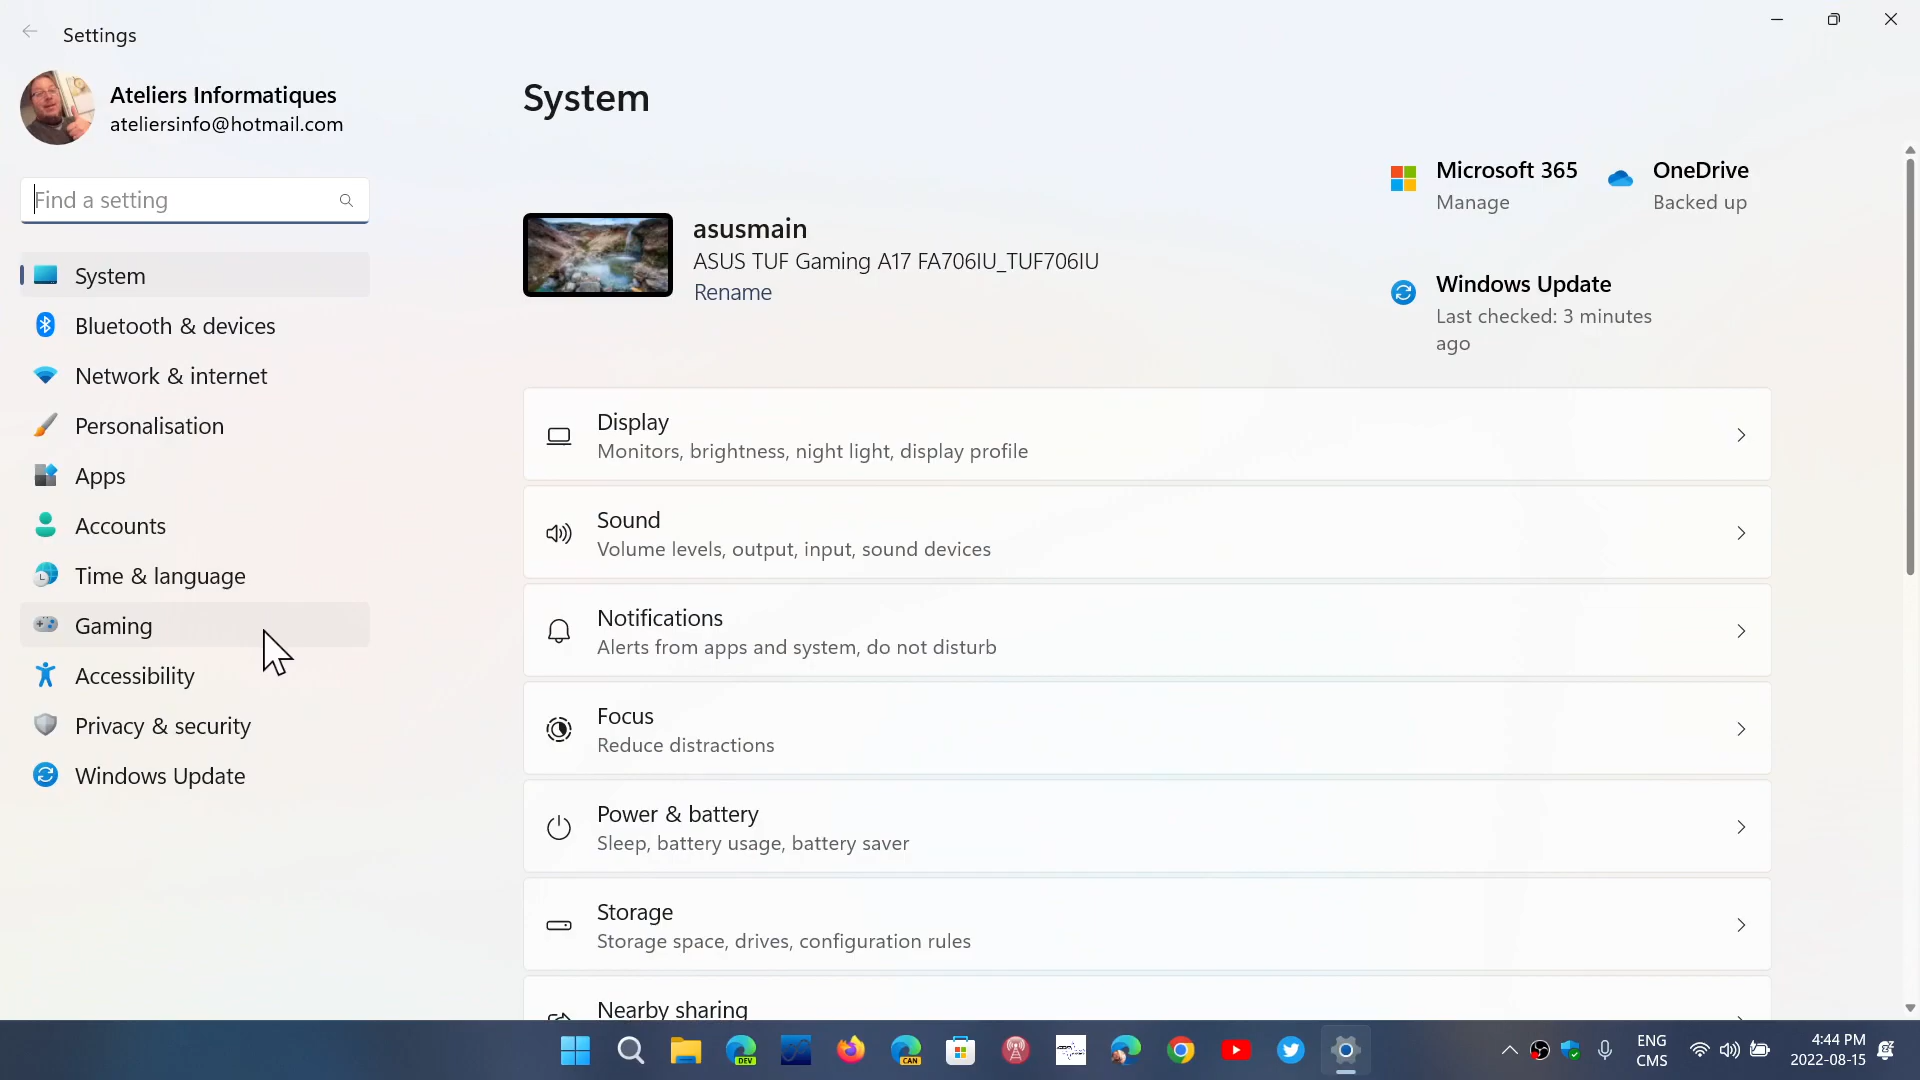 Settings
Ateliers Informatiques
ateliersinfo@hotmail.com
Find a setting
System
Bluetooth & devices
Network & internet
Personalisation
Apps
Accounts
Time & language
Gaming
Accessibility
Privacy & security
Windows Update
System
asusmain
ASUS TUF Gaming A17 FA706IU_TUF706IU
Rename
Microsoft 365
Manage
OneDrive
Backed up
Windows Update
Last checked: 3 minutes
ago
Display
Monitors, brightness, night light, display profile
Sound
Volume levels, output, input, sound devices
Notifications
Alerts from apps and system, do not disturb
Focus
Reduce distractions
Power & battery
Sleep, battery usage, battery saver
Storage
Storage space, drives, configuration rules
Nearby sharing
DEV
CAN
ENG
CMS
4:44 PM
2022-08-15